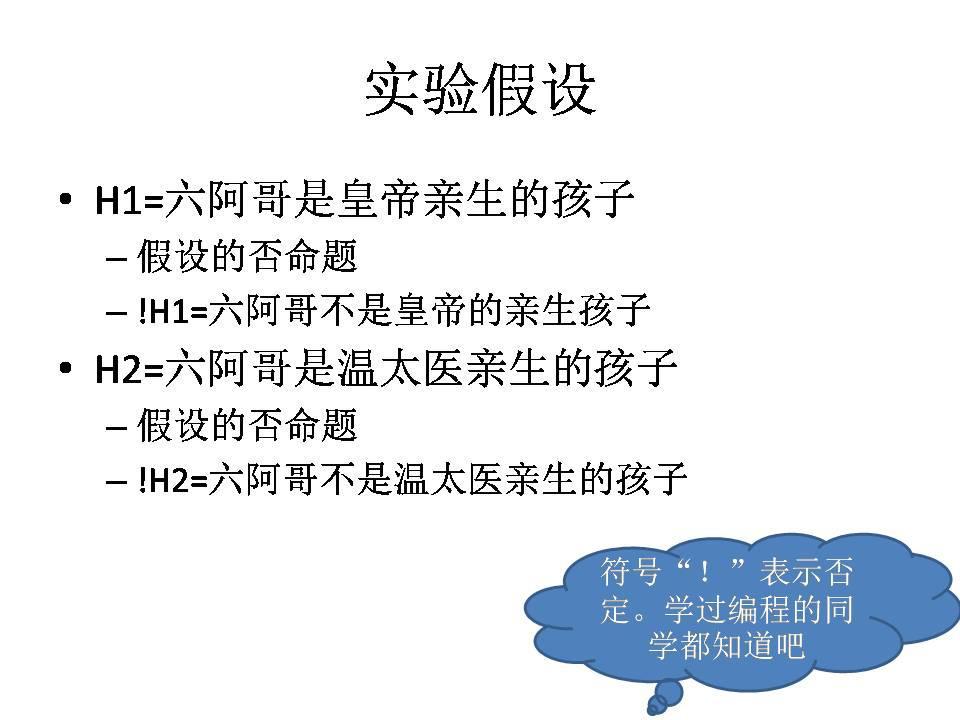 实验假设
• H1=六阿哥是皇帝亲生的孩子
– 假设的否命题
– !H1=六阿哥不是皇帝的亲生孩子
• H2=六阿哥是温太医亲生的孩子
– 假设的否命题
– !H2=六阿哥不是温太医亲生的孩子
符号“！”表示否
定。学过编程的同
学都知道吧